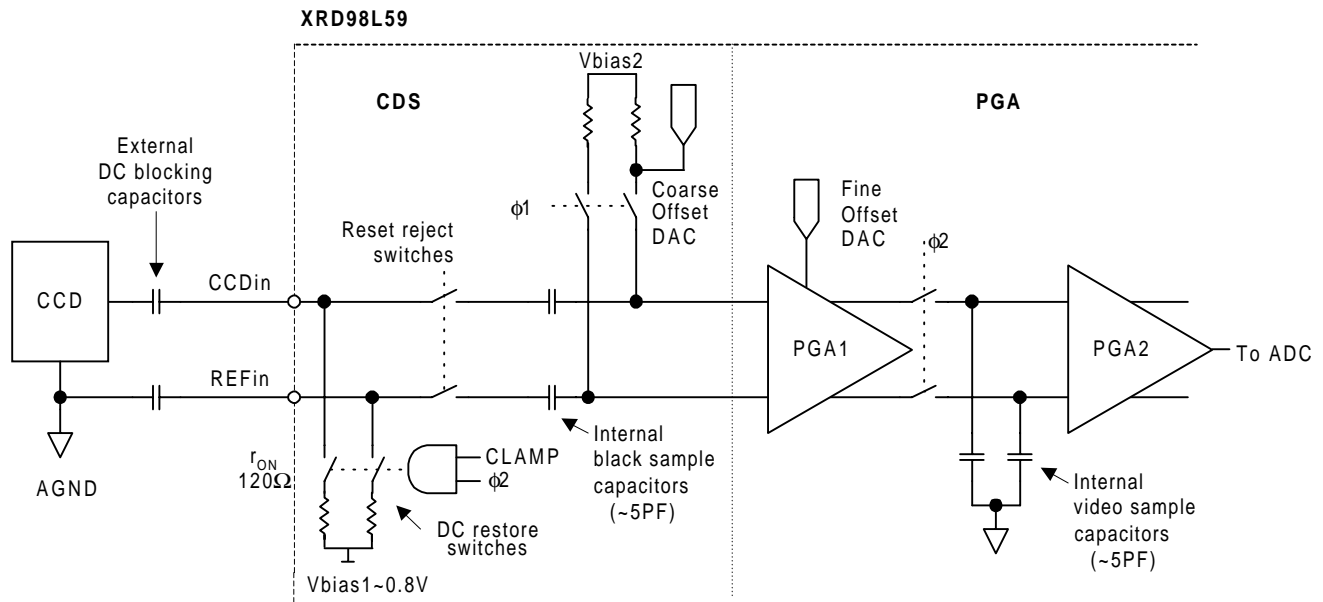 XRD98L59
Vbias2
CDS
PGA
External
DC blocking
capacitors
ϕ1
Coarse
Offset
DAC
Fine
Offset
DAC
ϕ2
Reset reject
switches
CCD
CCDin
REFin
PGA1
PGA2
To ADC
AGND
rON
120Ω
CLAMP
ϕ2
DC restore
switches
Vbias1~0.8V
Internal
black sample
capacitors
(~5PF)
Internal
video sample
capacitors
(~5PF)